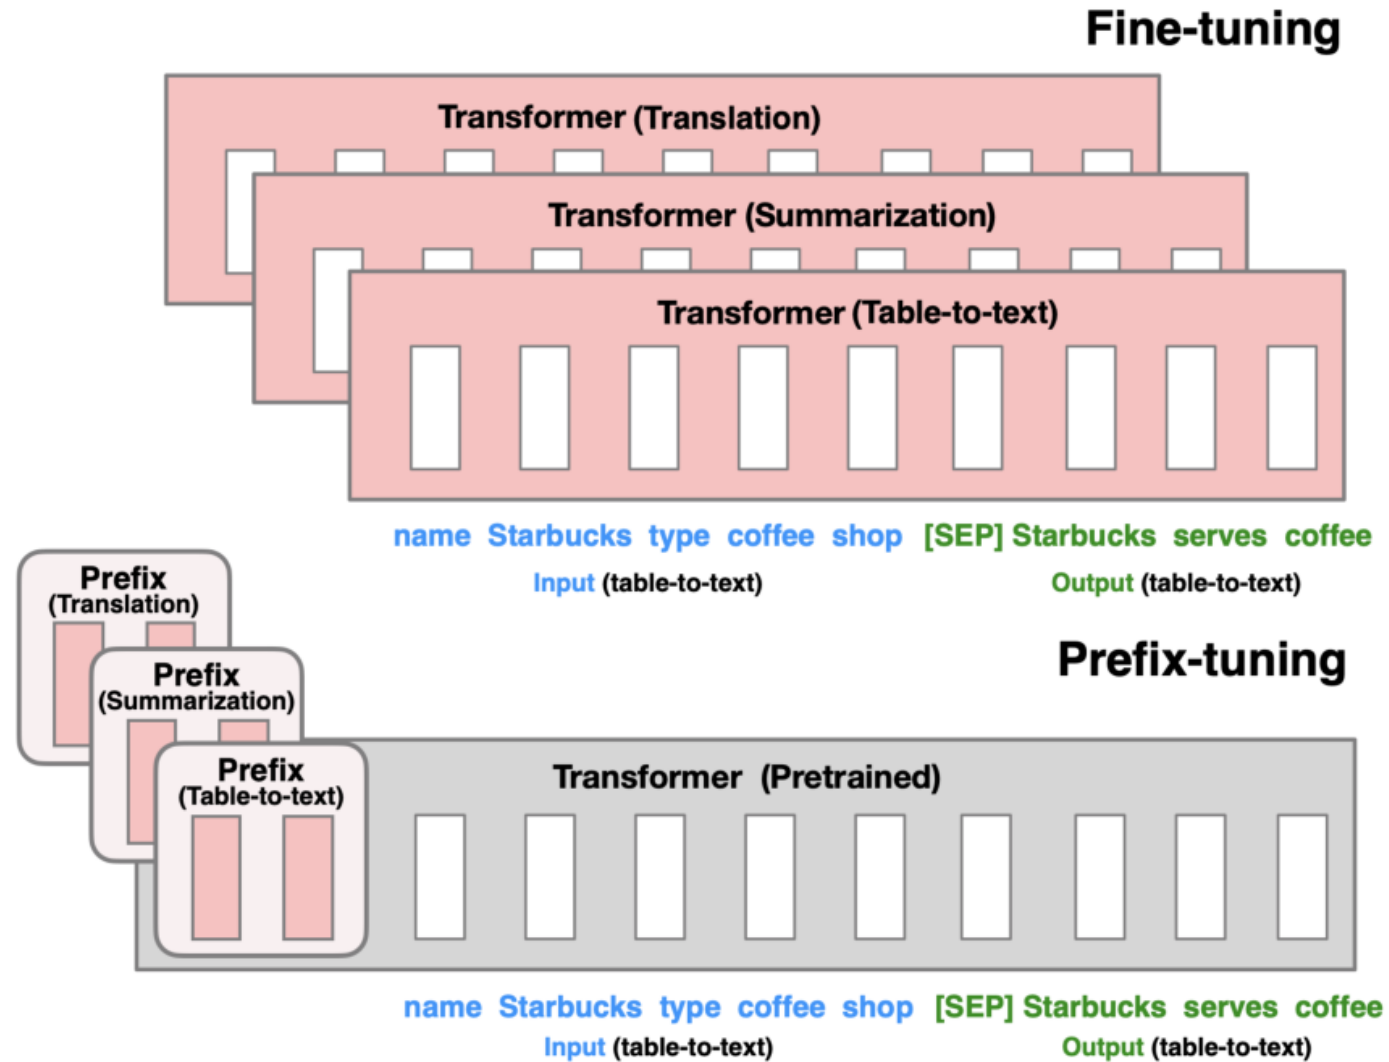 Fine-tuning
Transformer (Translation)
Transformer (Summarization)
Transformer (Table-to-text)
name Starbucks type coffee shop [SEP] Starbucks serves coffee
Input (table-to-text) Output (table-to-text)
Prefix
(Translation)
Prefix-tuning
Prefix
(Summarization)
Prefix
(Table-to-text)
Transformer (Pretrained)
name Starbucks type coffee shop [SEP] Starbucks serves coffee
Input (table-to-text) Output (table-to-text)